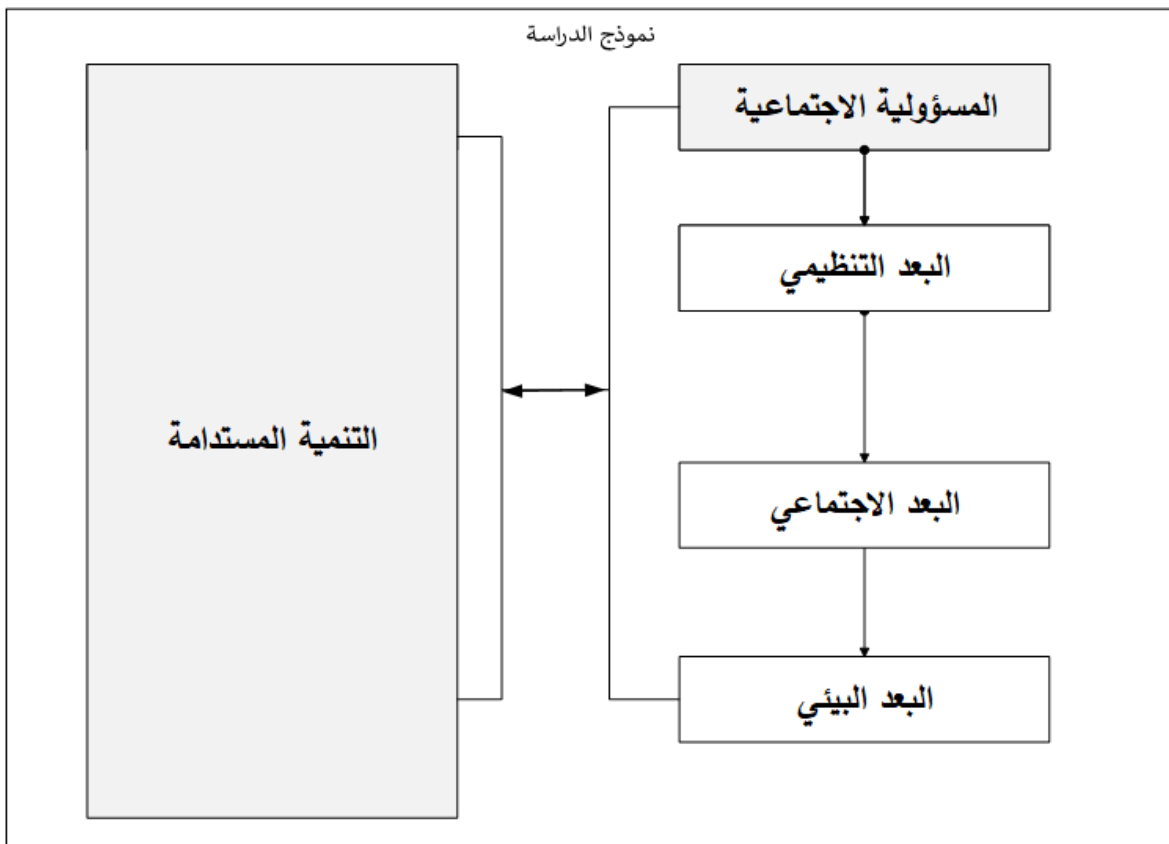 نموذج الدراسة
المسؤولية الاجتماعية
البعد التنظيمي
البعد الاجتماعي
البعد البيئي
التنمية المستدامة